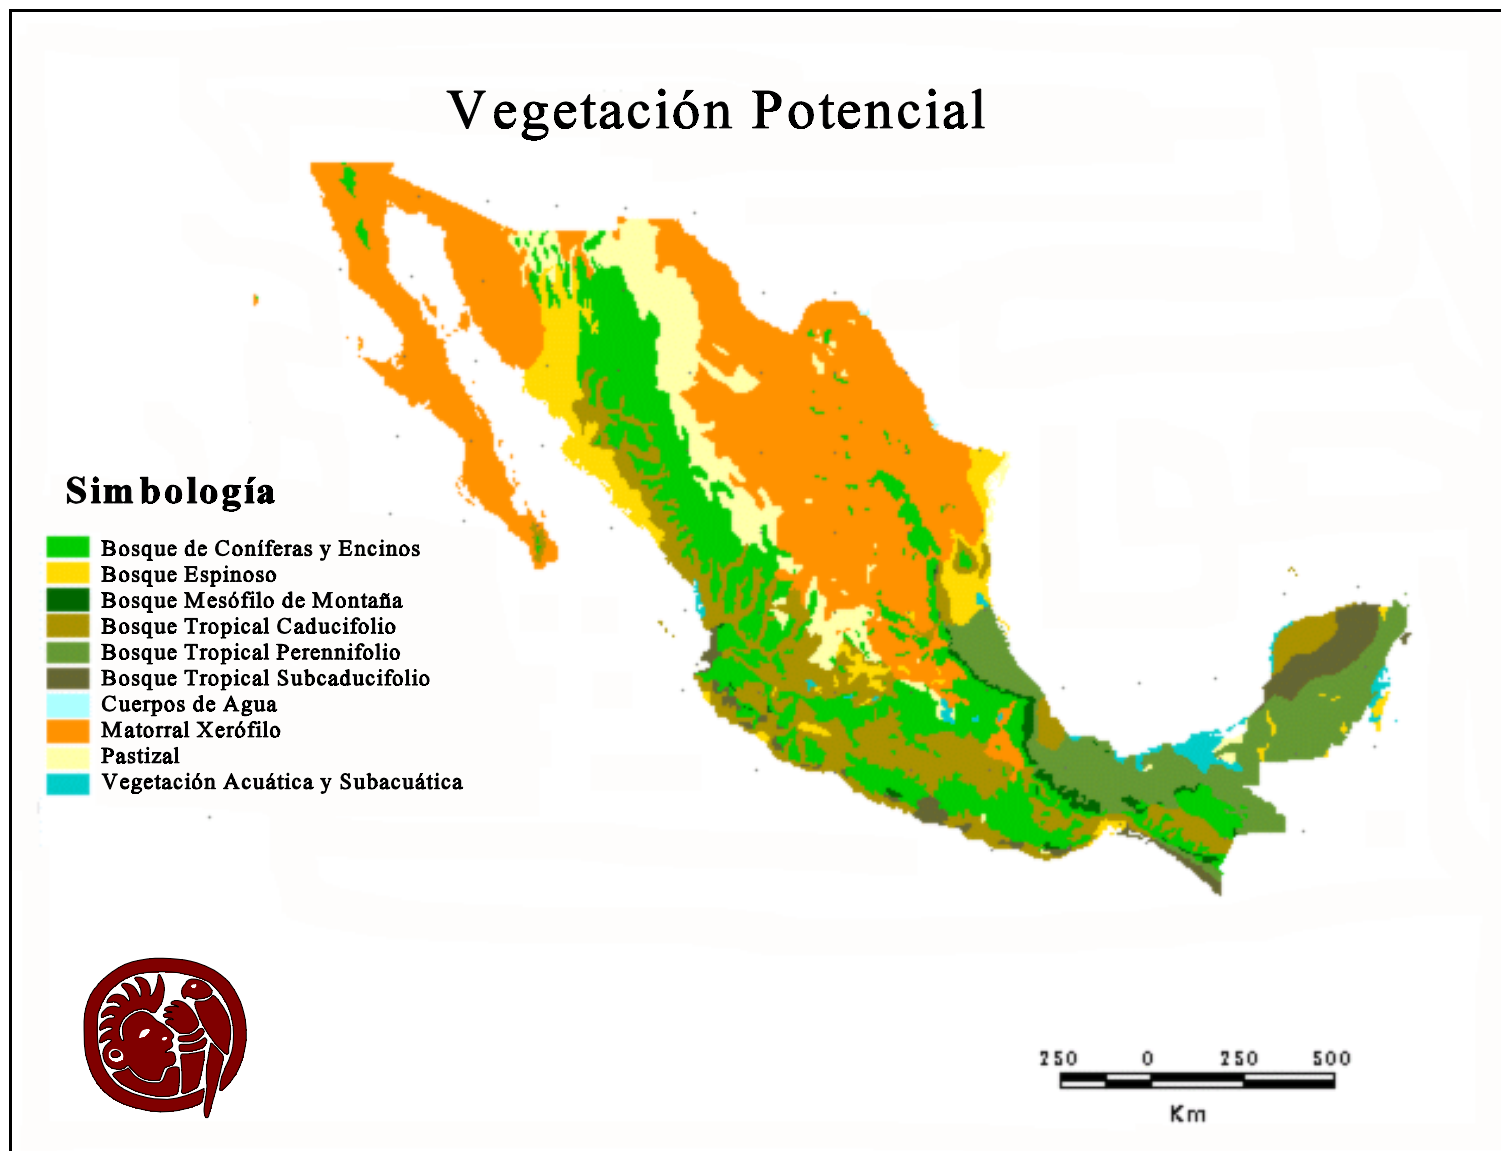 Vegetación Potencial
Simbología
Bosque de Coníferas y Encinos
Bosque Espinoso
Bosque Mesófilo de Montaña
Bosque Tropical Caducifolio
Bosque Tropical Perennifolio
Bosque Tropical Subcaducifolio
Cuerpos de Agua
Matorral Xerófilo
Pastizal
Vegetación Acuática y Subacuática
250 0 250 500
Km